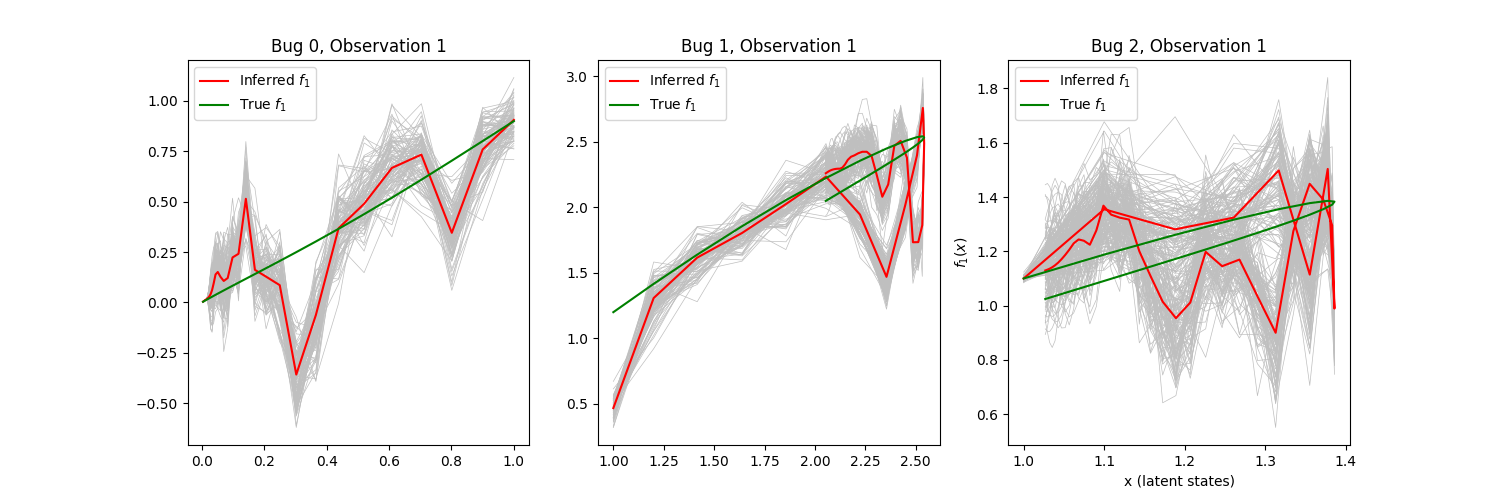 Bug 0, Observation 1
Inferred f₁
True f₁
1.00
0.75
0.50
0.25
0.00
−0.25
−0.50
0.0 0.2 0.4 0.6 0.8 1.0
Bug 1, Observation 1
Inferred f₁
True f₁
3.0
2.5
2.0
1.5
1.0
0.5
1.00 1.25 1.50 1.75 2.00 2.25 2.50
Bug 2, Observation 1
Inferred f₁
True f₁
f₁(x)
1.8
1.6
1.4
1.2
1.0
0.8
0.6
1.0 1.1 1.2 1.3 1.4
x (latent states)